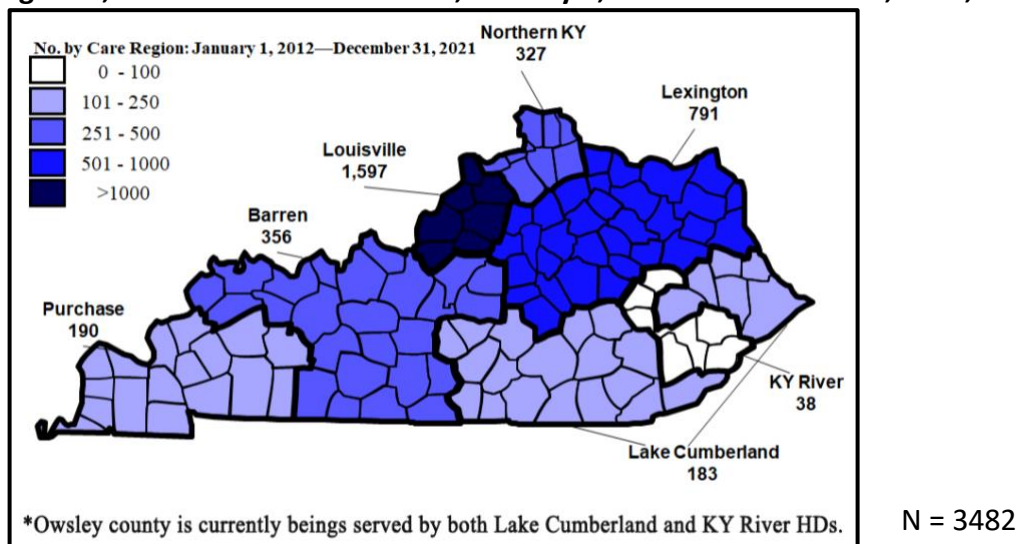 No. by Care Region: January 1, 2012—December 31, 2021
0 - 100
101 - 250
251 - 500
501 - 1000
>1000
Northern KY
327
Lexington
791
Louisville
1,597
Barren
356
Purchase
190
KY River
38
Lake Cumberland
183
*Owsley county is currently beings served by both Lake Cumberland and KY River HDs.
N = 3482